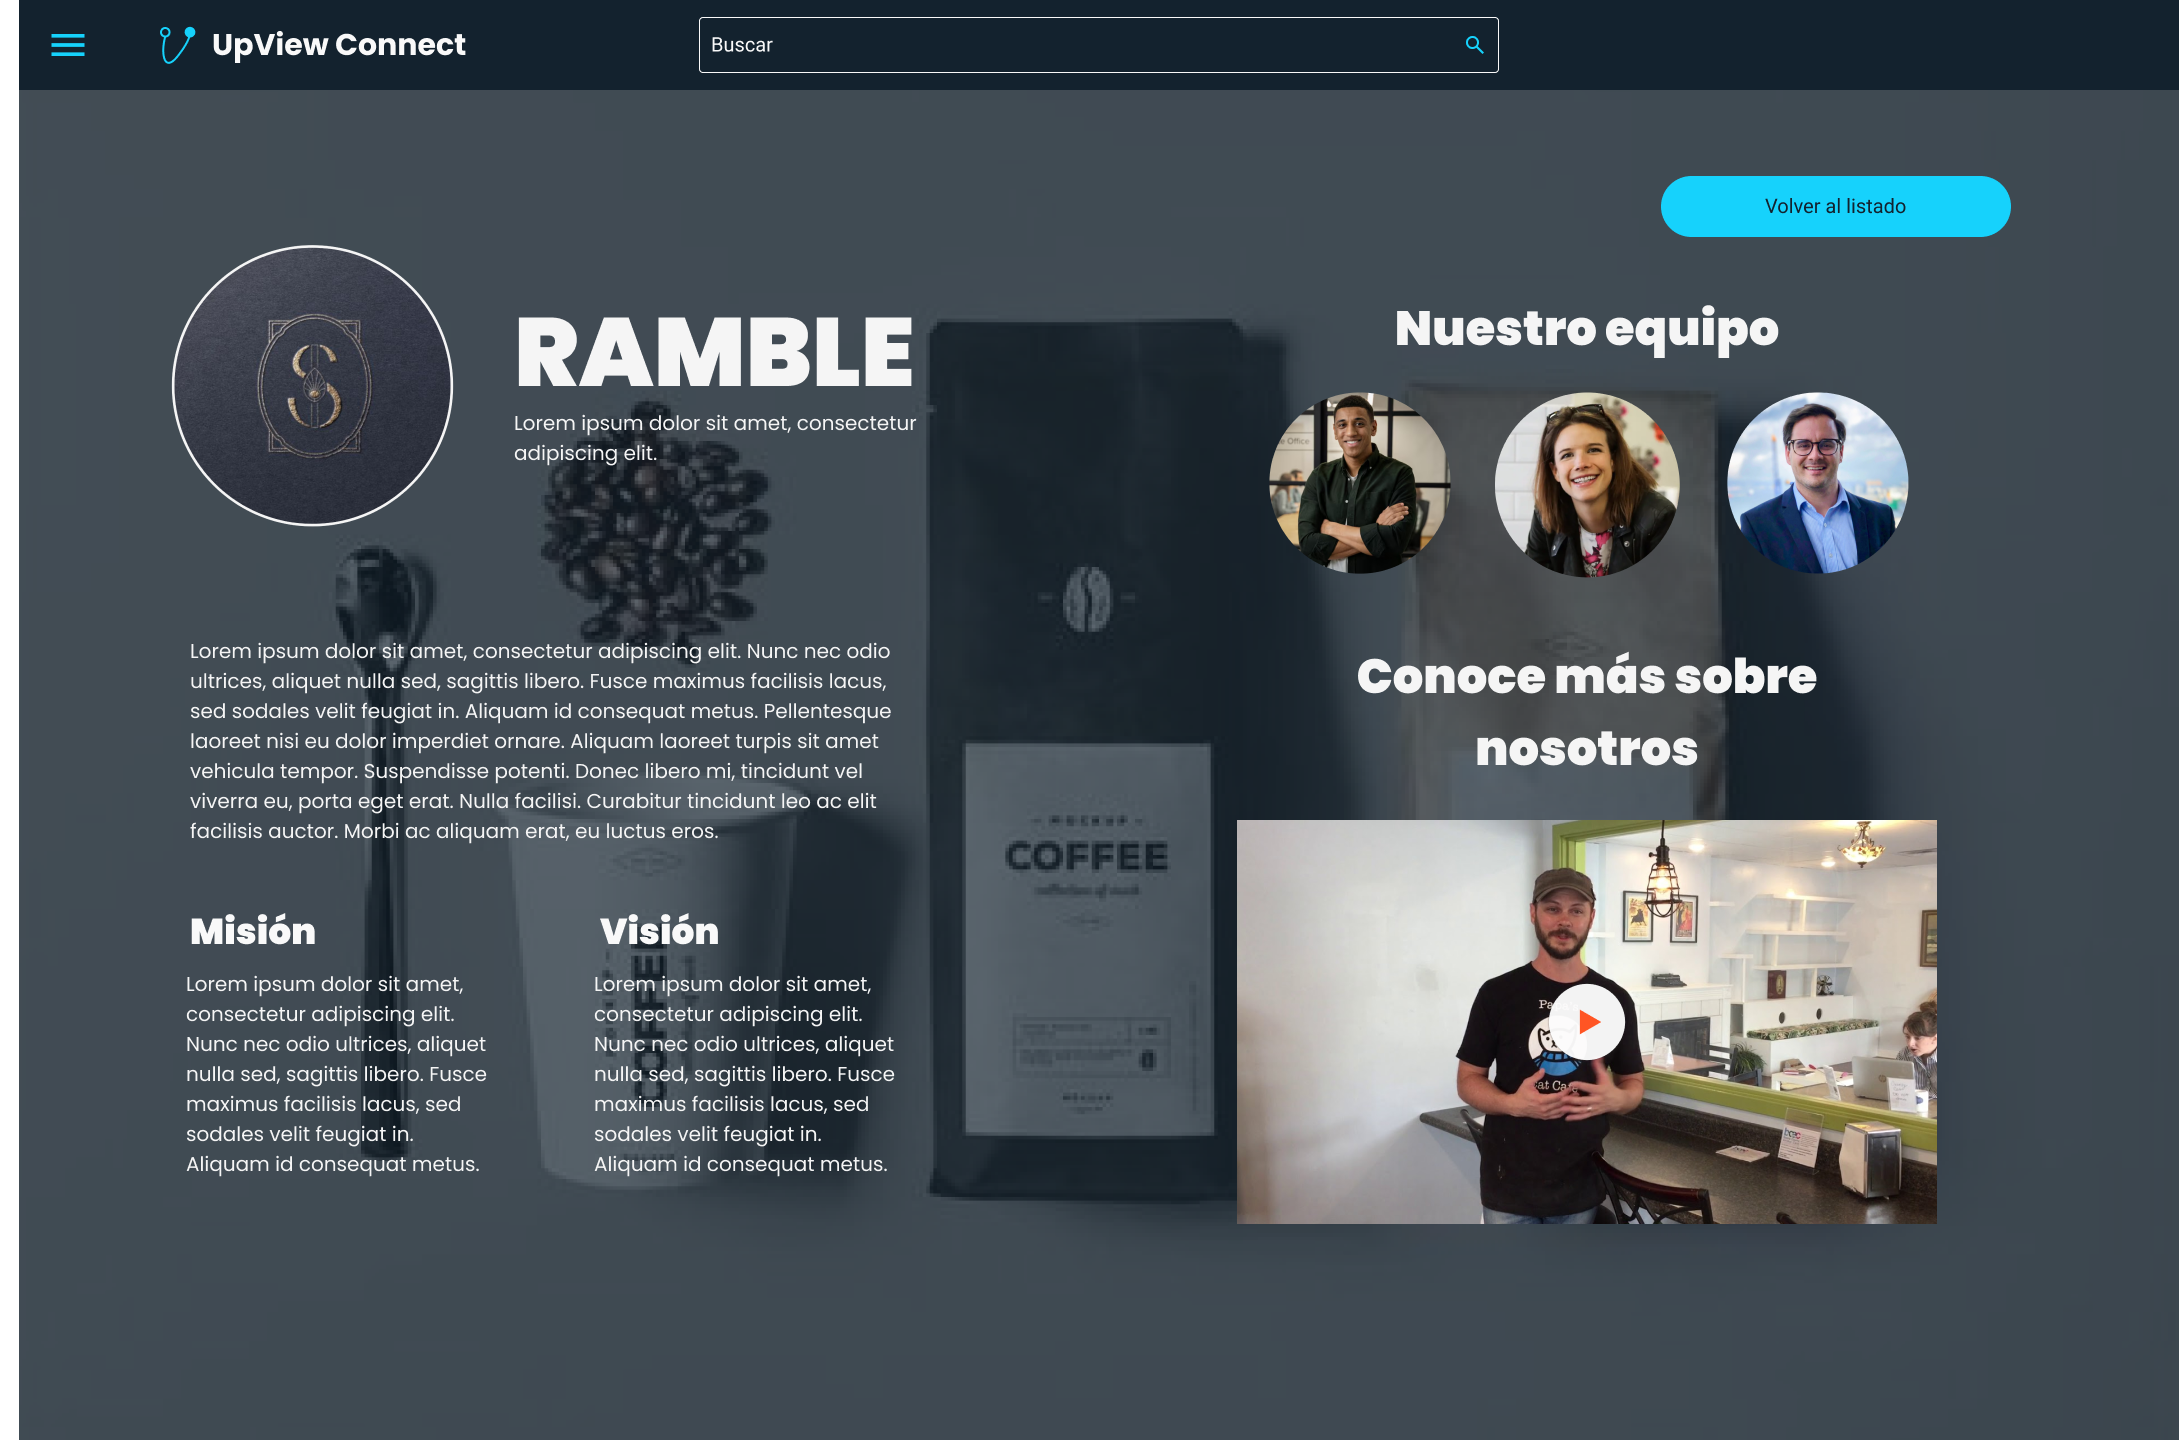 UpView Connect
Buscar
Volver al listado
RAMBLE
Lorem ipsum dolor sit amet, consectetur
adipiscing elit.
Lorem ipsum dolor sit amet, consectetur adipiscing elit. Nunc nec odio
ultrices, aliquet nulla sed, sagittis libero. Fusce maximus facilisis lacus,
sed sodales velit feugiat in. Aliquam id consequat metus. Pellentesque
laoreet nisi eu dolor imperdiet ornare. Aliquam laoreet turpis sit amet
vehicula tempor. Suspendisse potenti. Donec libero mi, tincidunt vel
viverra eu, porta eget erat. Nulla facilisi. Curabitur tincidunt leo ac elit
facilisis auctor. Morbi ac aliquam erat, eu luctus eros.
Misión
Lorem ipsum dolor sit amet,
consectetur adipiscing elit.
Nunc nec odio ultrices, aliquet
nulla sed, sagittis libero. Fusce
maximus facilisis lacus, sed
sodales velit feugiat in.
Aliquam id consequat metus.
Visión
Lorem ipsum dolor sit amet,
consectetur adipiscing elit.
Nunc nec odio ultrices, aliquet
nulla sed, sagittis libero. Fusce
maximus facilisis lacus, sed
sodales velit feugiat in.
Aliquam id consequat metus.
COFFEE
MOCKUP
COFFEE
Nuestro equipo
Office
Conoce más sobre
nosotros